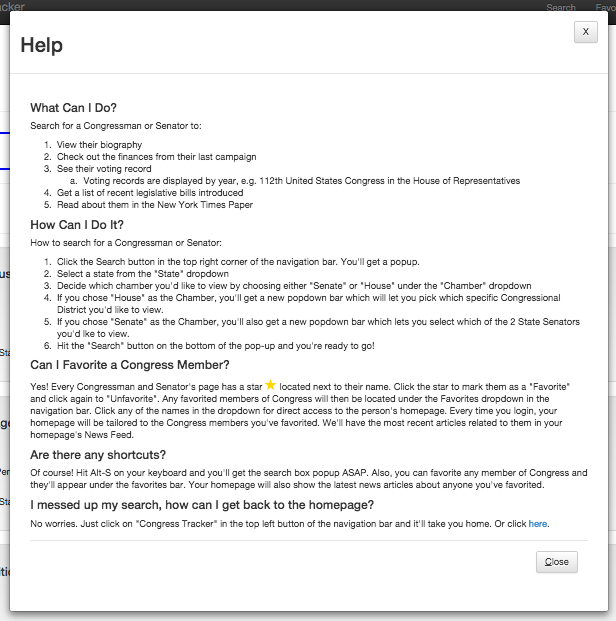 Search
Help
X
What Can I Do?
Search for a Congressman or Senator to:
1. View their biography
2. Check out the finances from their last campaign
3. See their voting record
a. Voting records are displayed by year, e.g. 112th United States Congress in the House of Representatives
4. Get a list of recent legislative bills introduced
5. Read about them in the New York Times Paper
How Can I Do It?
How to search for a Congressman or Senator:
1. Click the Search button in the top right corner of the navigation bar. You'll get a popup.
2. Select a state from the "State" dropdown
3. Decide which chamber you'd like to view by choosing either "Senate" or "House" under the "Chamber" dropdown
4. If you chose "House" as the Chamber, you'll get a new popdown bar which will let you pick which specific Congressional
District you'd like to view.
5. If you chose "Senate" as the Chamber, you'll also get a new popdown bar which lets you select which of the 2 State Senators
you'd lke to view.
6. Hit the "Search" button on the bottom of the pop-up and you're ready to go!
Can I Favorite a Congress Member?
Yes! Every Congressman and Senator's page has a star located next to their name. Click the star to mark them as a "Favorite"
and click again to "Unfavorite". Any favorited members of Congress will then be located under the Favorites dropdown in the
navigation bar. Click any of the names in the dropdown for direct access to the person's homepage. Every time you login, your
homepage will be tailored to the Congress members you've favorited. We'll have the most recent articles related to them in your
homepage's News Feed.
Are there any shortcuts?
Of course! Hit Alt-S on your keyboard and you'll get the search box popup ASAP. Also, you can favorite any member of Congress and
they'll appear under the favorites bar. Your homepage will also show the latest news articles about anyone you've favorited.
I messed up my search, how can I get back to the homepage?
No worries. Just click on "Congress Tracker" in the top left button of the navigation bar and it'll take you home. Or click here.
Close